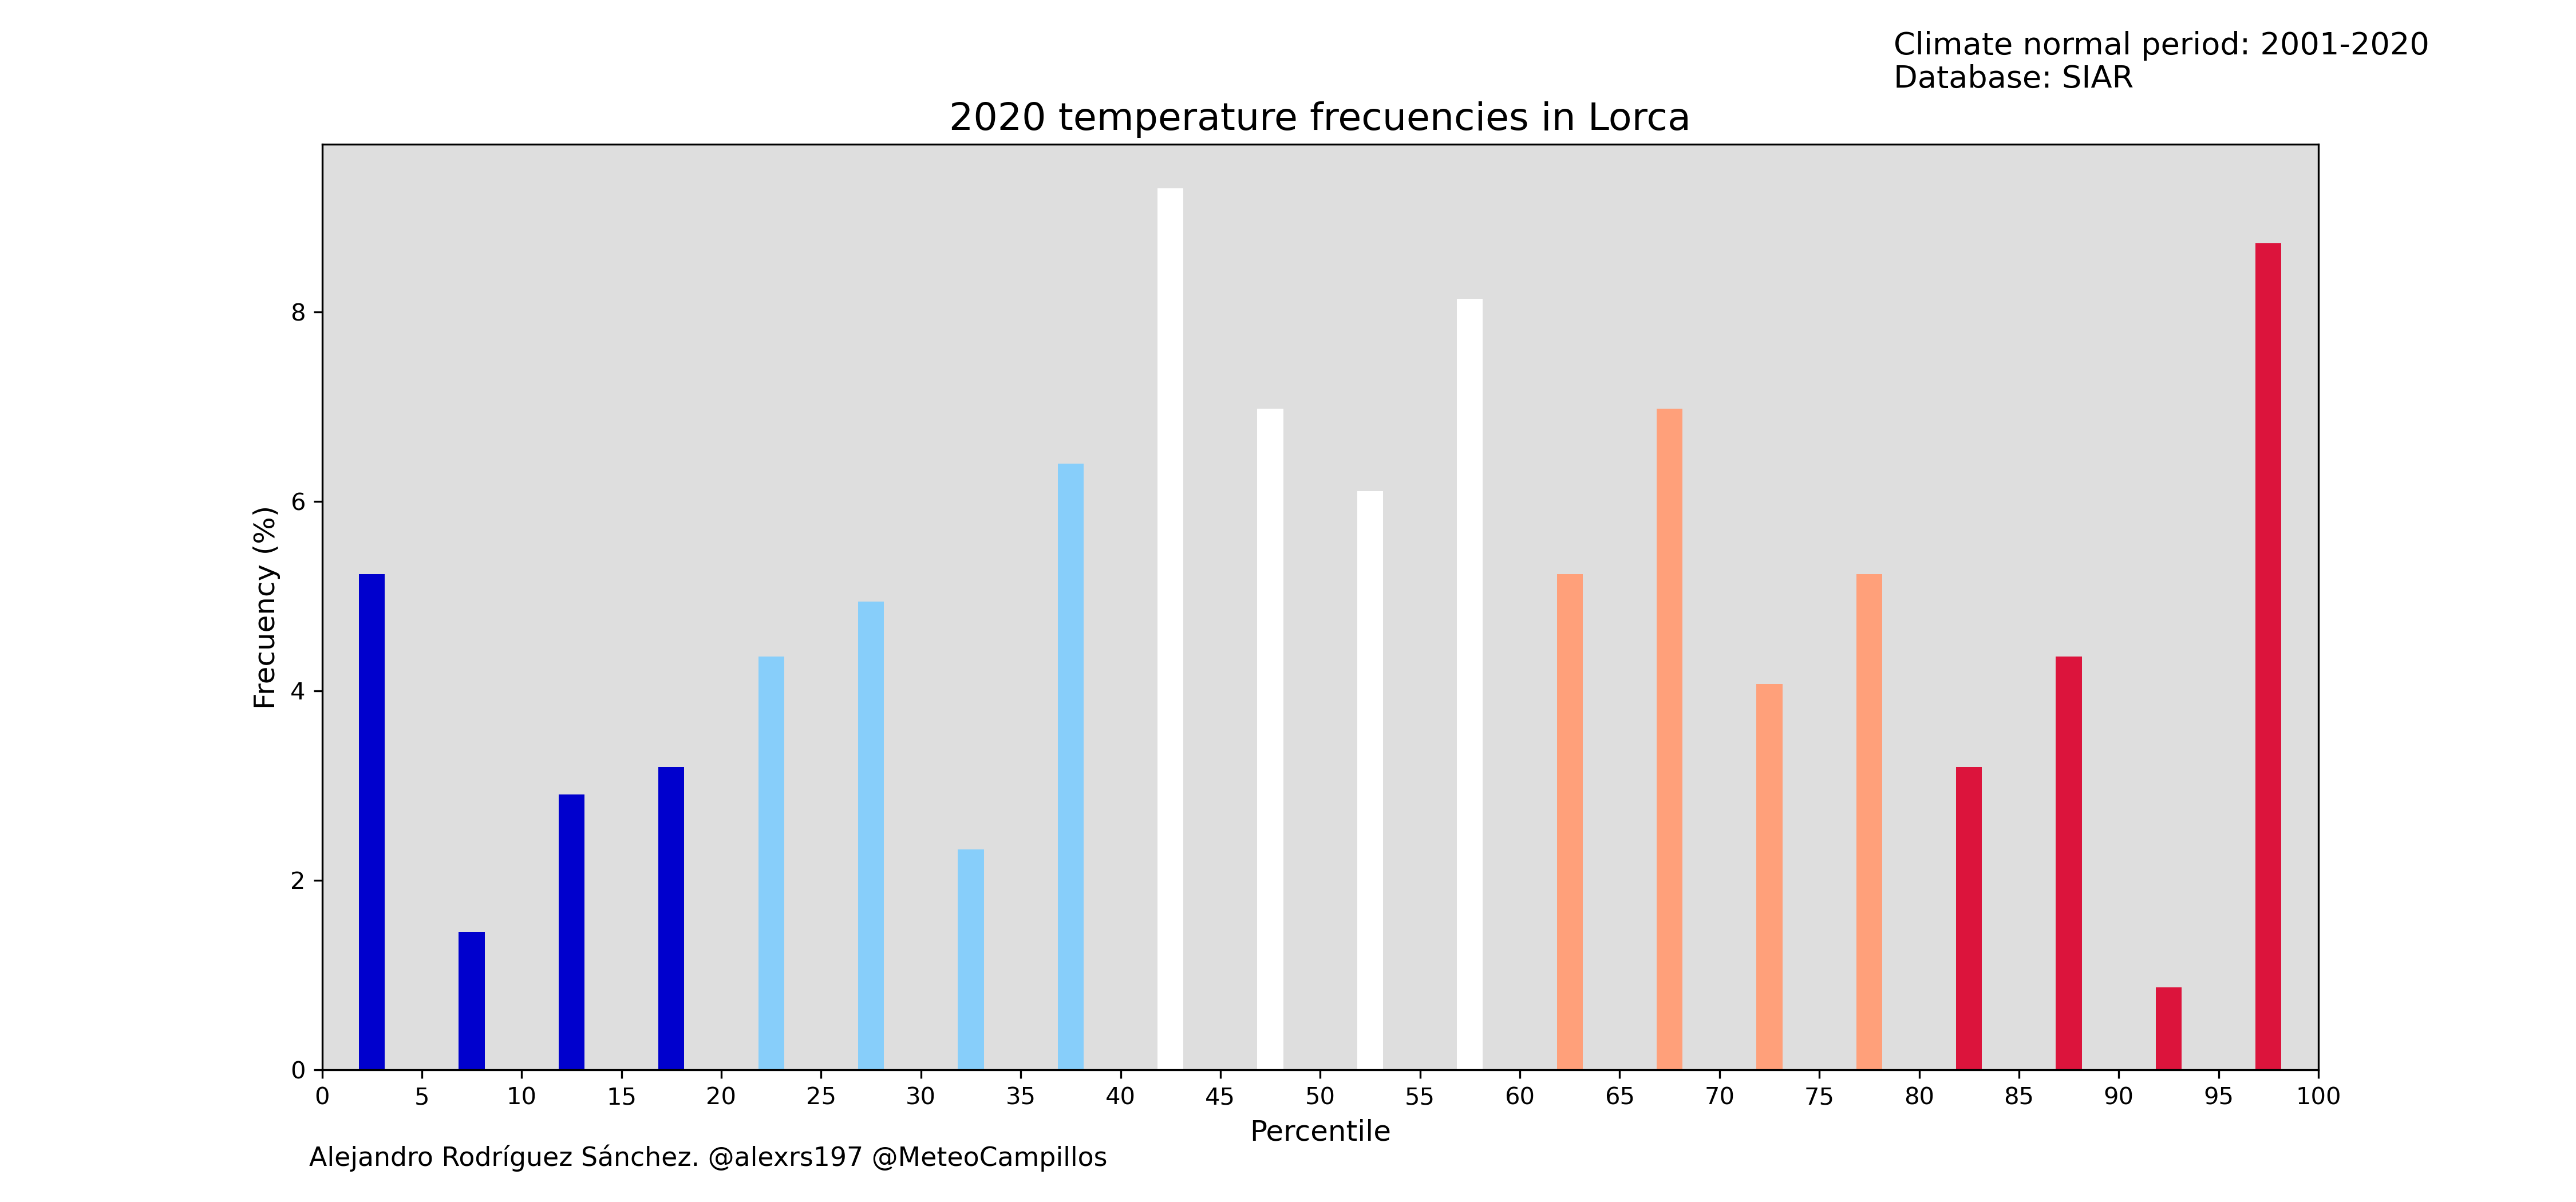 Climate normal period: 2001-2020
Database: SIAR
2020 temperature frecuencies in Lorca
Frecuency (%)
8
6
4
2
0
0 5 10 15 20 25 30 35 40 45 50 55 60 65 70 75 80 85 90 95 100
Percentile
Alejandro Rodríguez Sánchez. @alexrs197 @MeteoCampillos